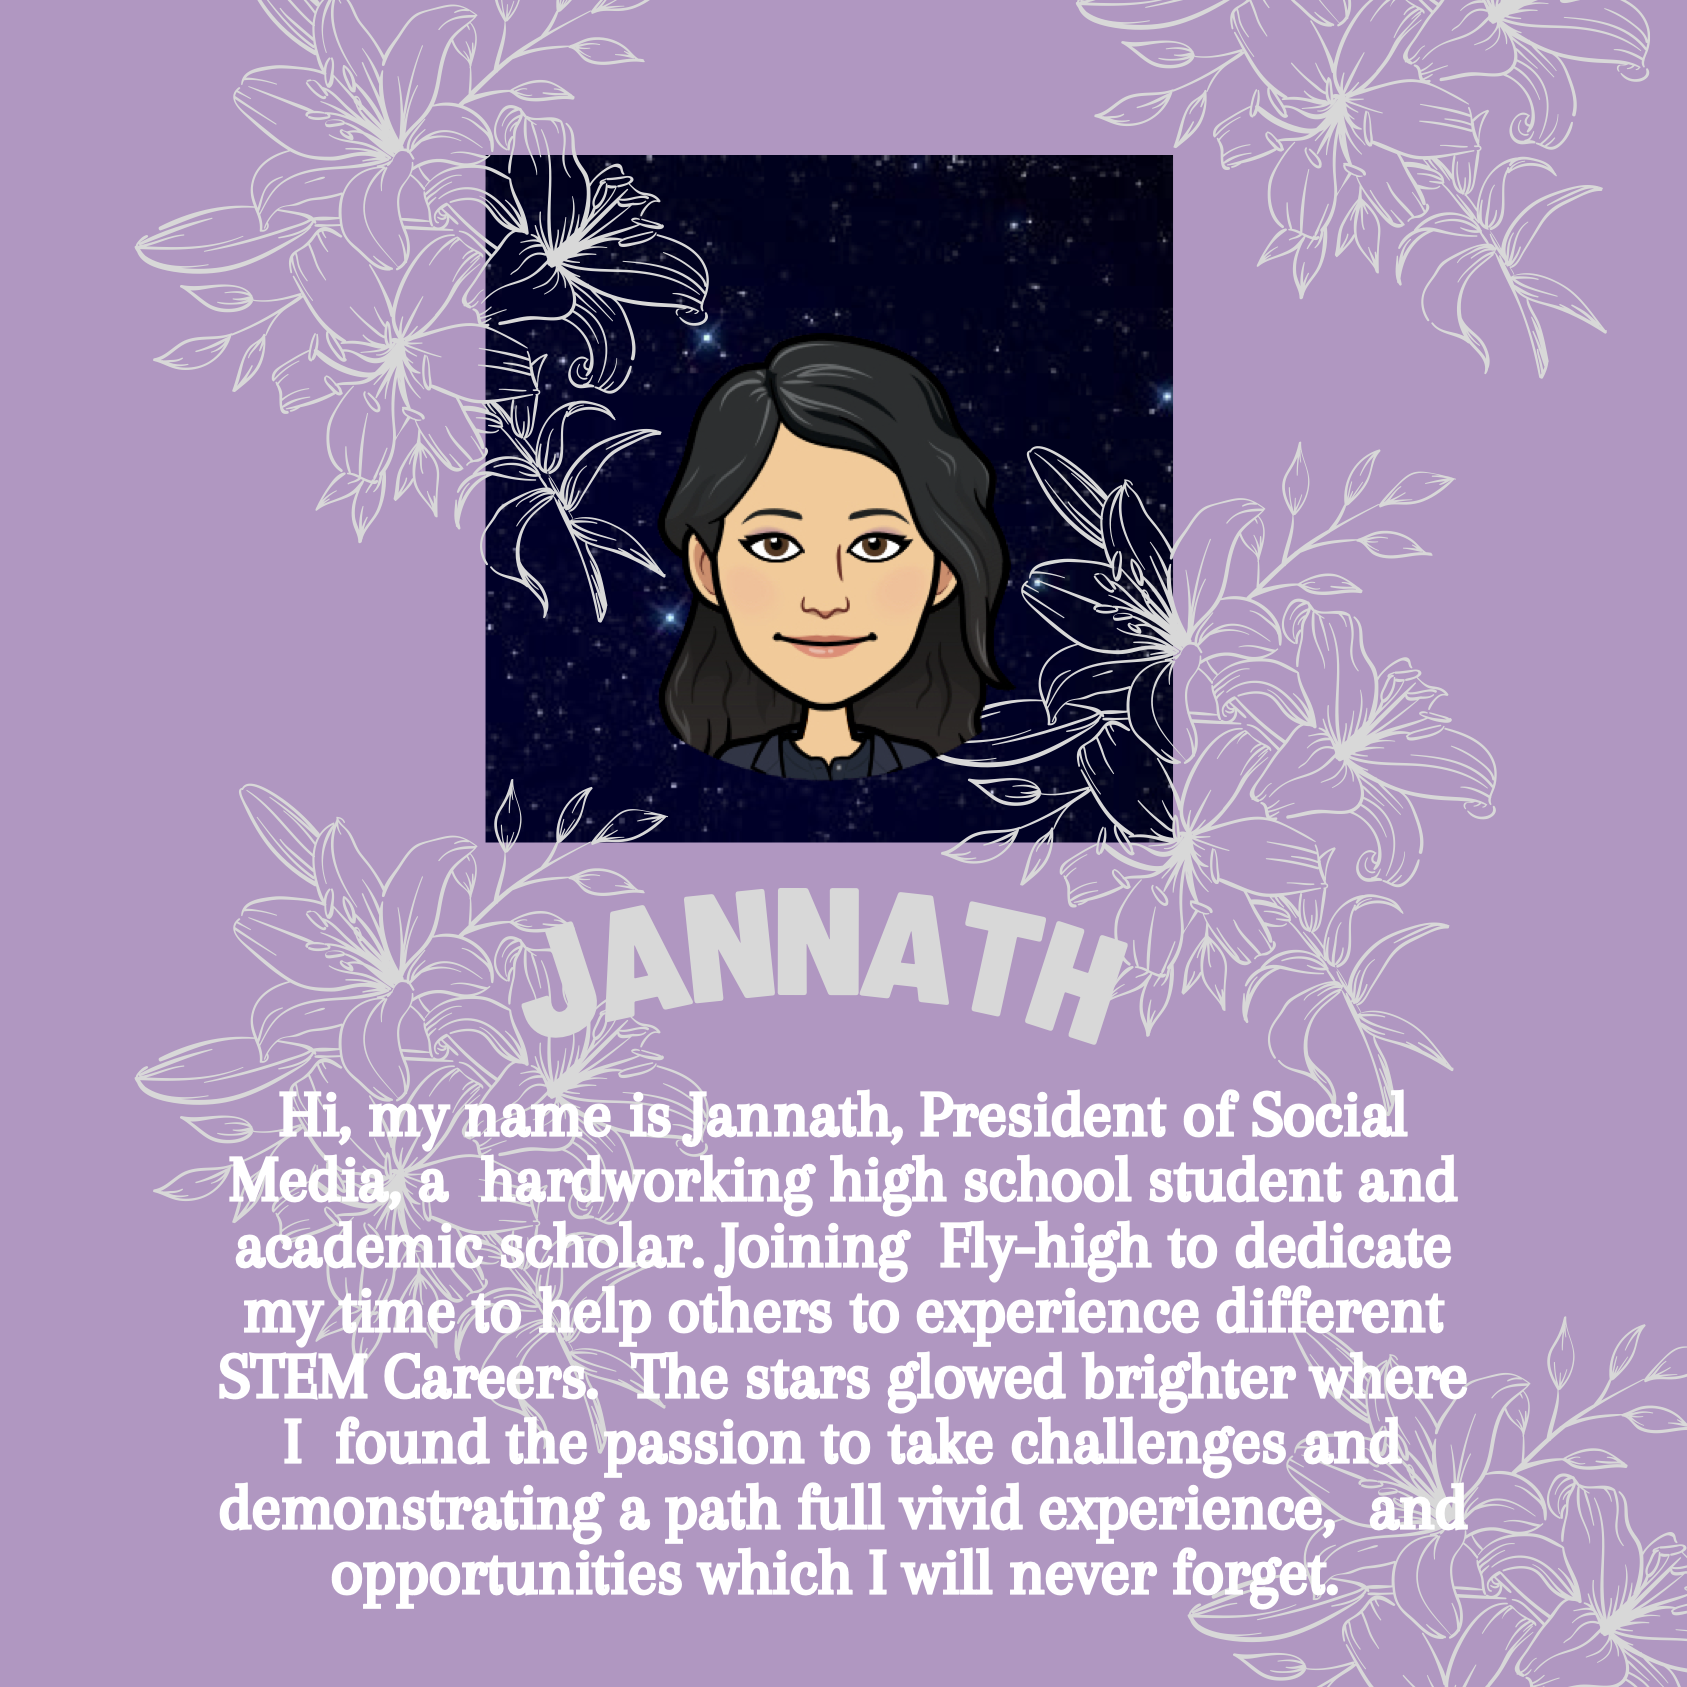 JANNATH
Hi, my name is Jannath, President of Social
Media, a  hardworking high school student and
academic scholar. Joining  Fly-high to dedicate
my time to help others to experience different
STEM Careers.  The stars glowed brighter where
I  found the passion to take challenges and
demonstrating a path full vivid experience,  and
opportunities which I will never forget.